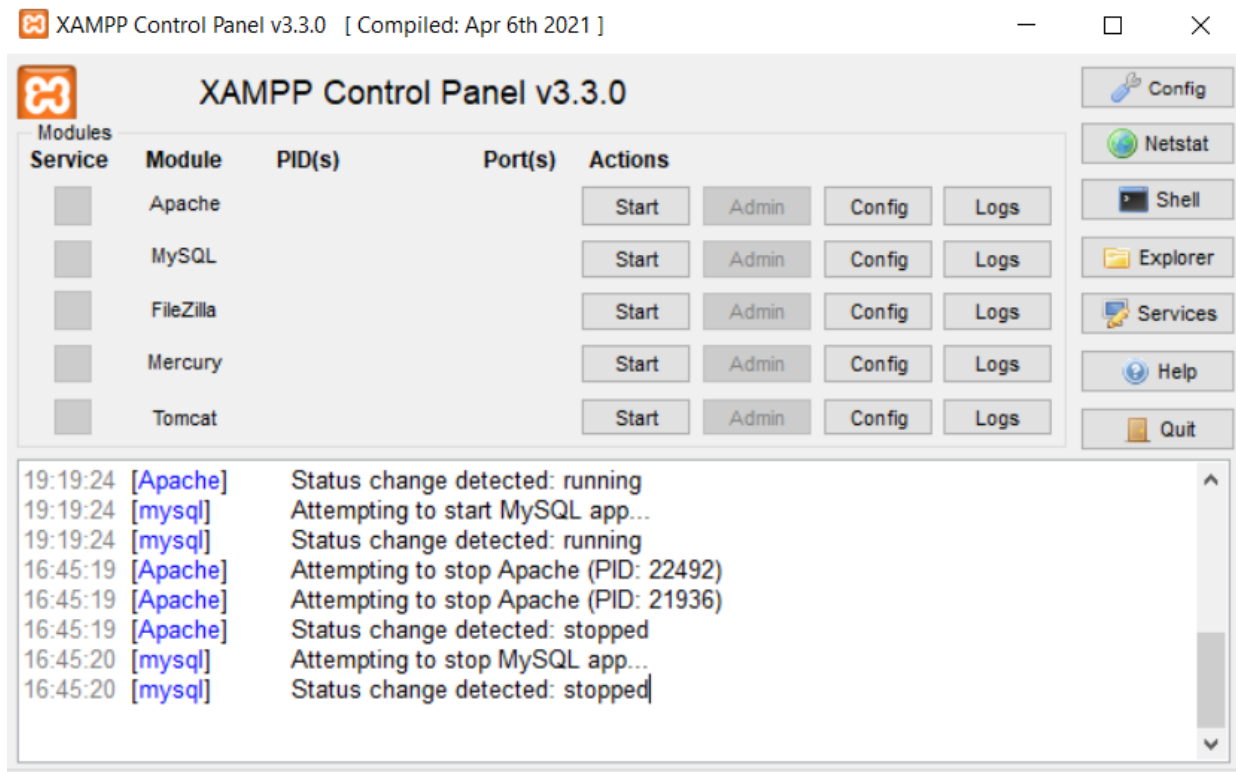 XAMPP Control Panel v3.3.0 [ Compiled: Apr 6th 2021 ]
XAMPP Control Panel v3.3.0
Config
Modules
Service Module PID(s) Port(s) Actions
Netstat
Apache Start Admin Config Logs
Shell
MySQL Start Admin Config Logs
Explorer
FileZilla Start Admin Config Logs
Services
Mercury Start Admin Config Logs
Help
Tomcat Start Admin Config Logs
Quit
19:19:24 [Apache] Status change detected: running
19:19:24 [mysql] Attempting to start MySQL app...
19:19:24 [mysql] Status change detected: running
16:45:19 [Apache] Attempting to stop Apache (PID: 22492)
16:45:19 [Apache] Attempting to stop Apache (PID: 21936)
16:45:19 [Apache] Status change detected: stopped
16:45:20 [mysql] Attempting to stop MySQL app...
16:45:20 [mysql] Status change detected: stopped